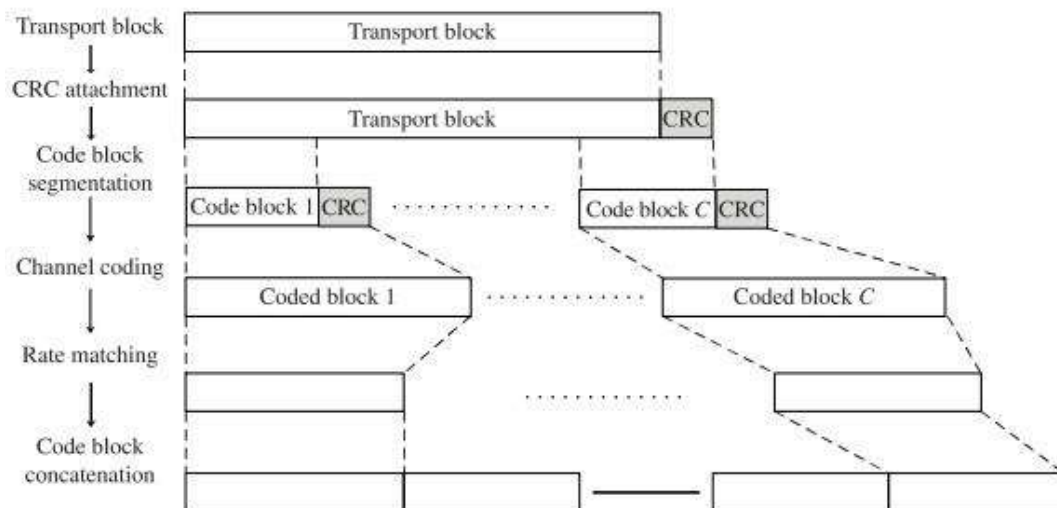 Transport block
Transport block
CRC attachment
Transport block
CRC
Code block
segmentation
Code block 1
CRC
Code block C
CRC
Channel coding
Coded block 1
Coded block C
Rate matching
Code block
concatenation